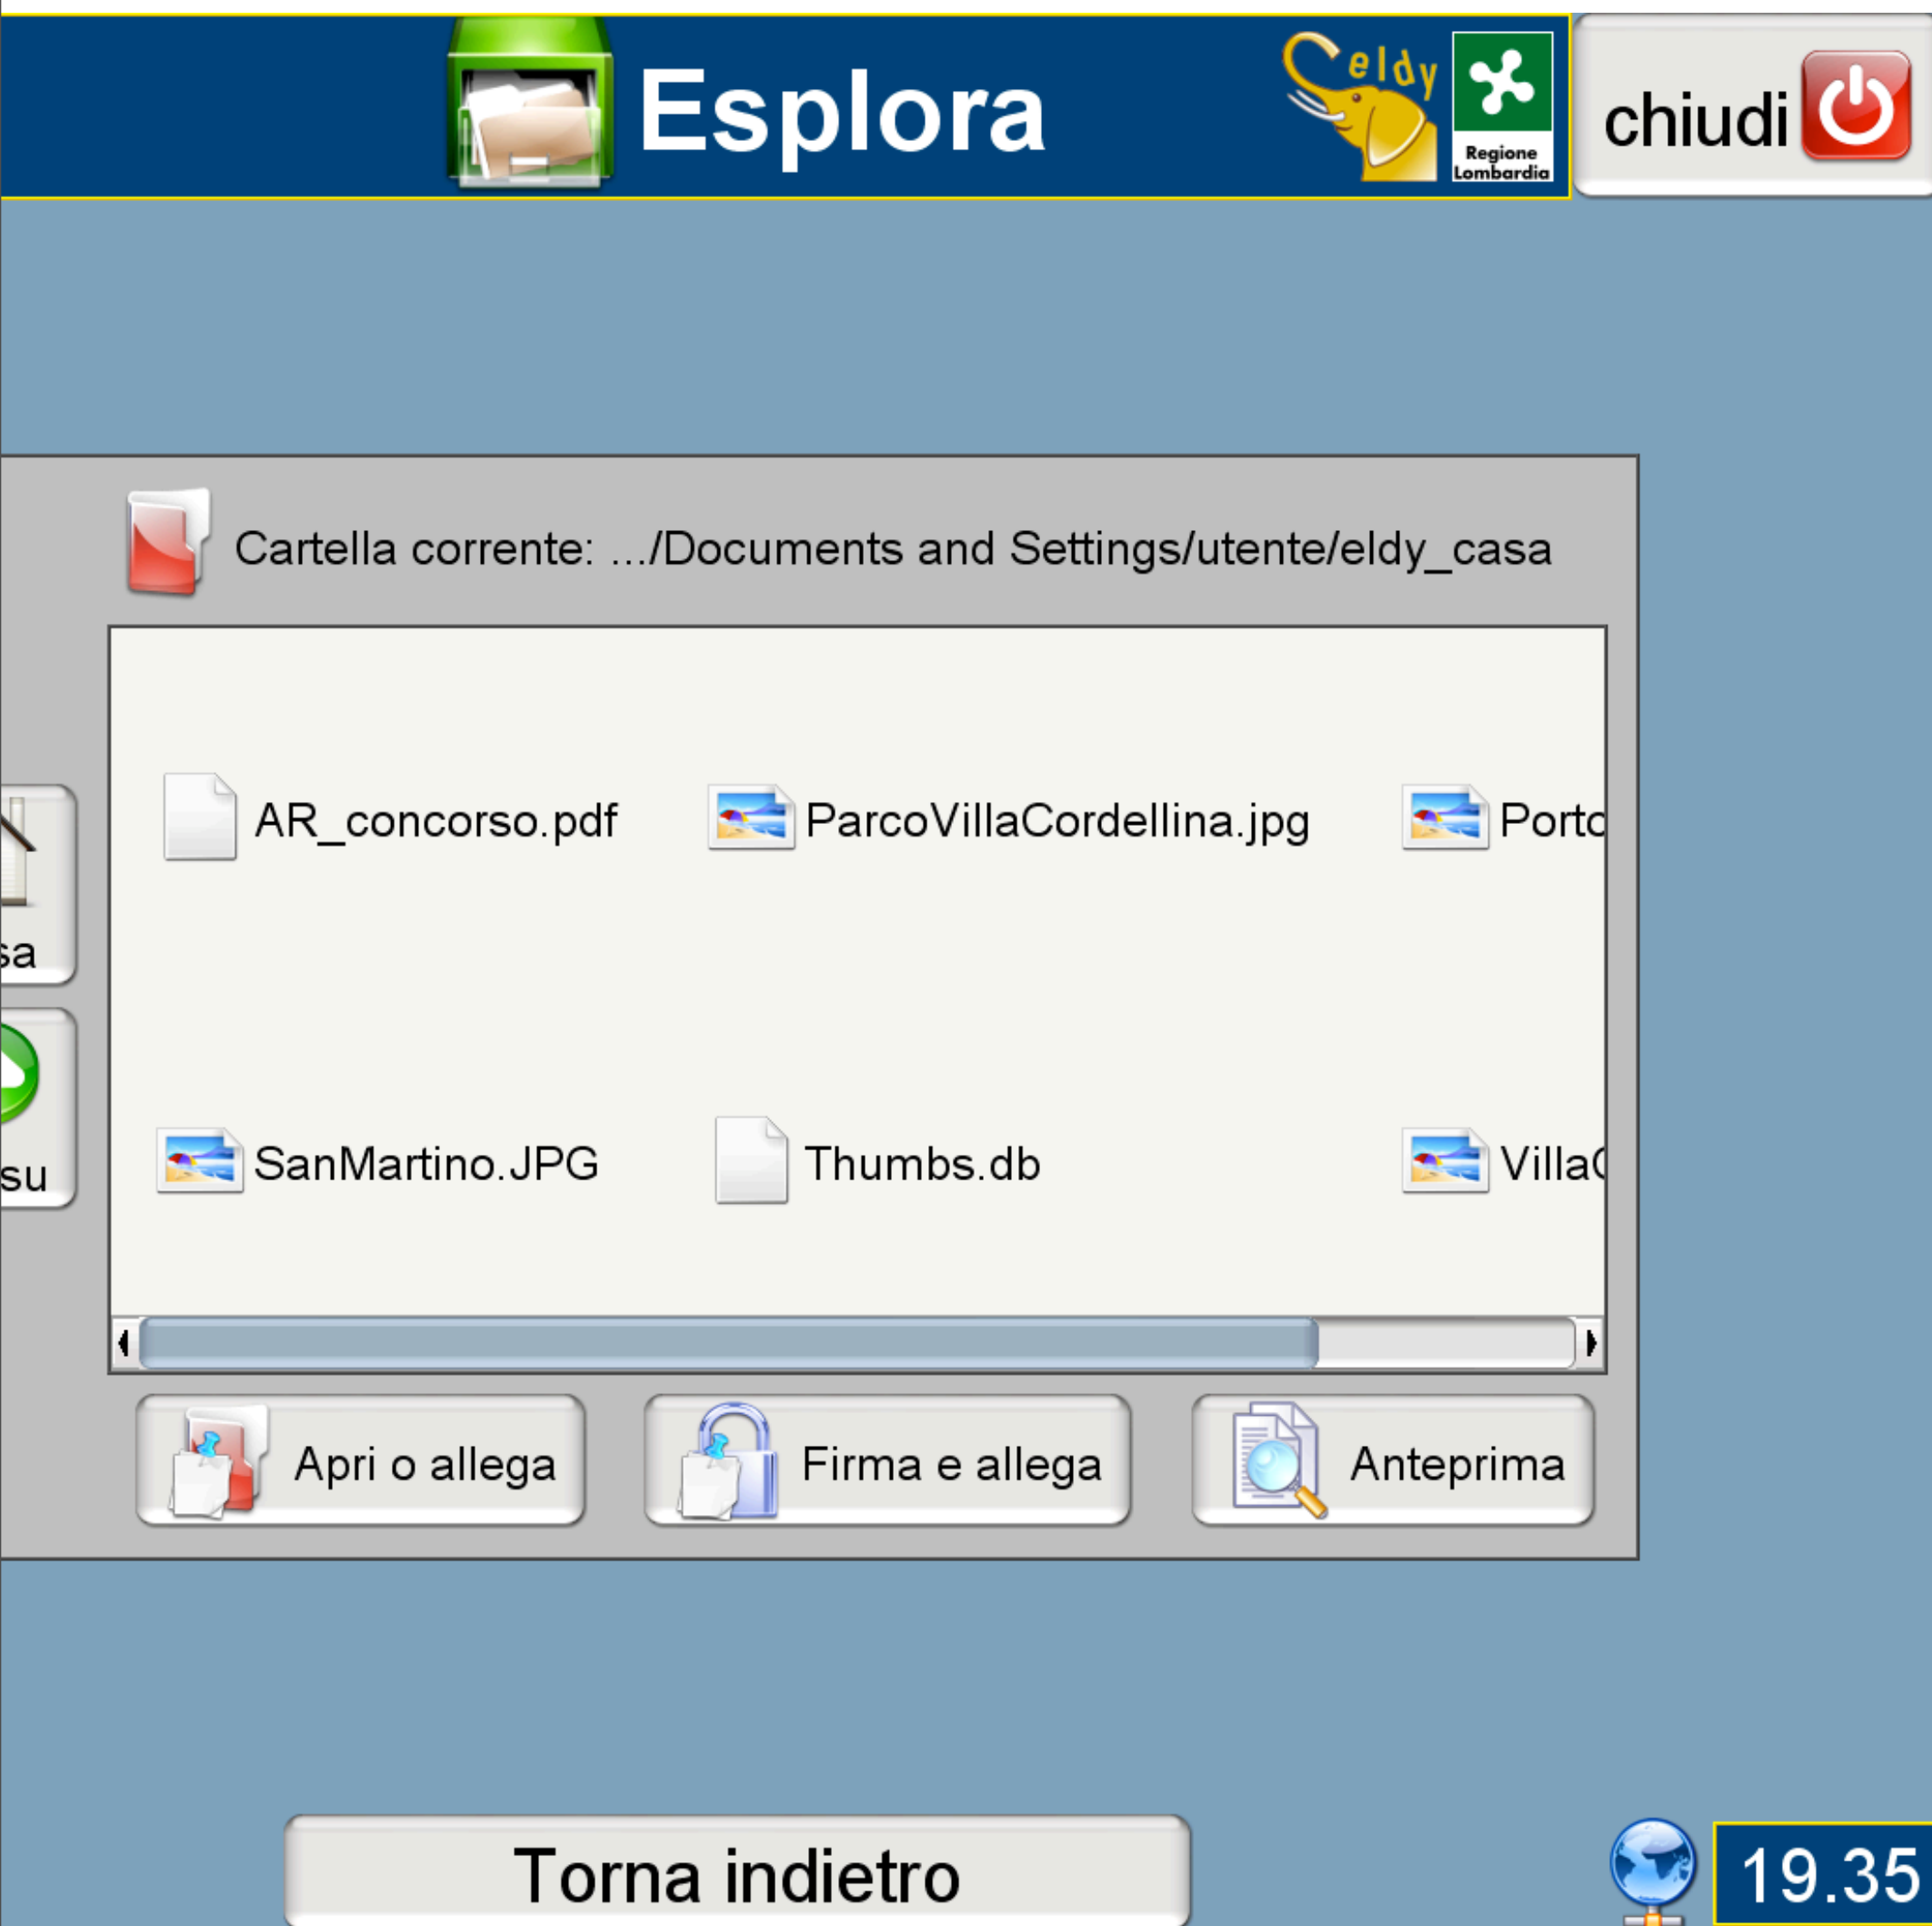 Esplora
eldy
Regione
Lombardia
chiudi
Cartella corrente: .../Documents and Settings/utente/eldy_casa
AR_concorso.pdf
ParcoVillaCordellina.jpg
SanMartino.JPG
Thumbs.db
su
Apri o allega
Firma e allega
Anteprima
Torna indietro
19.35